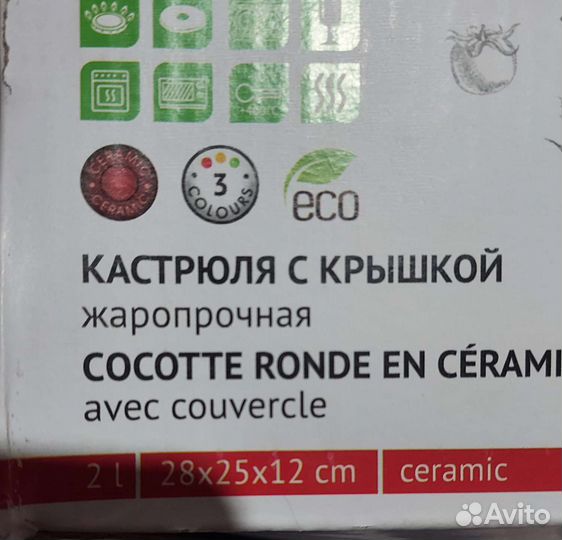 CERAMIC CERAMIC
3
COLOURS
eco
КАСТРЮЛЯ С КРЫШКОЙ
жаропрочная
COCOTTE RONDE EN CÉRAMI
avec couvercle
2 l 28x25x12 cm ceramic
Avito